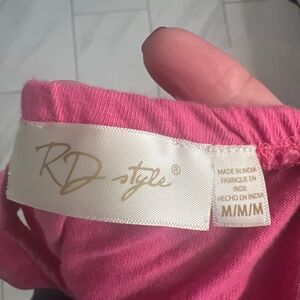 RD style®
MADE IN INDIA
FABRIQUE EN
INDE
HECHO EN INDIA
M/M/M